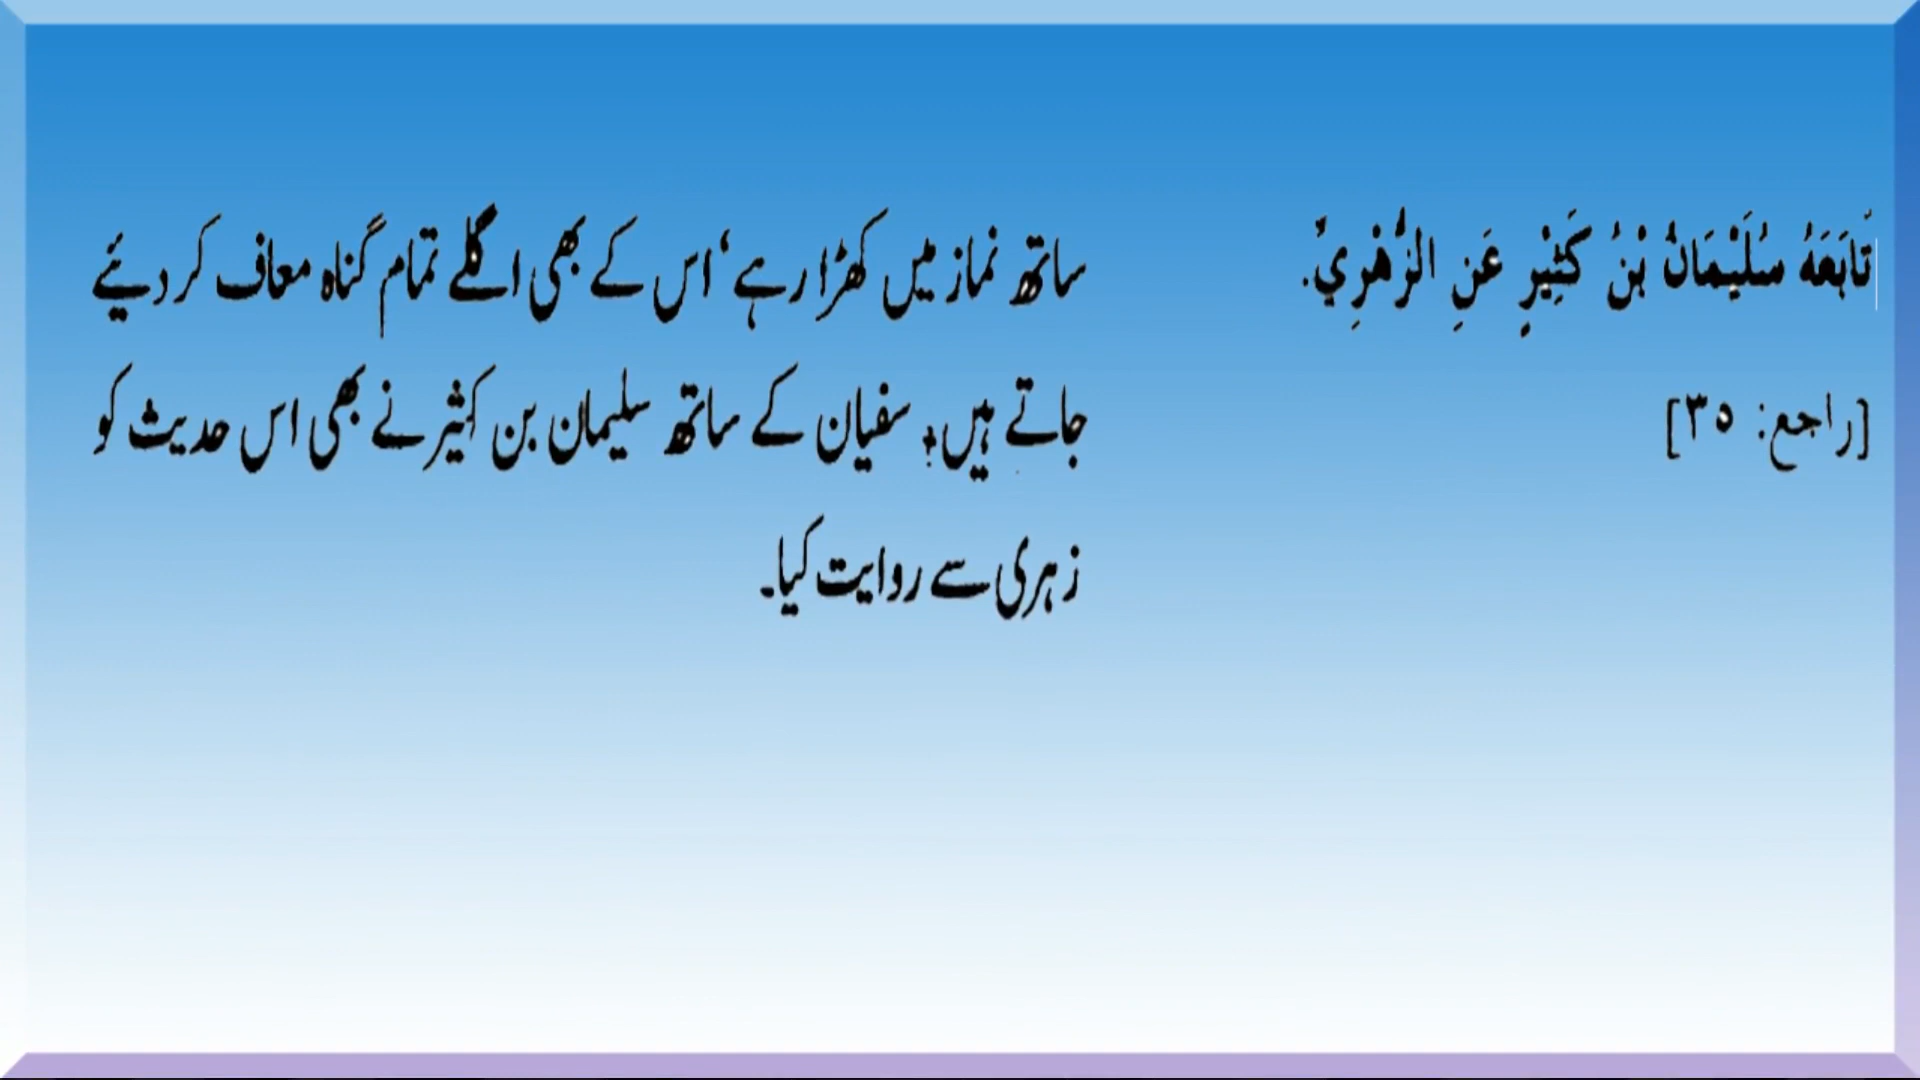 تَابَعَهُ سُلَيْمَانُ بْنُ كَثِيْرٍ عَنِ الزُّهْرِيِّ.
[راجع: ٣٥]
ساتھ نماز میں کھڑا رہے‘ اس کے بھی اگلے تمام گناہ معاف کر دیئے
جاتے ہیں، سفیان کے ساتھ سلیمان بن کثیر نے بھی اس حدیث کو
زہری سے روایت کیا۔